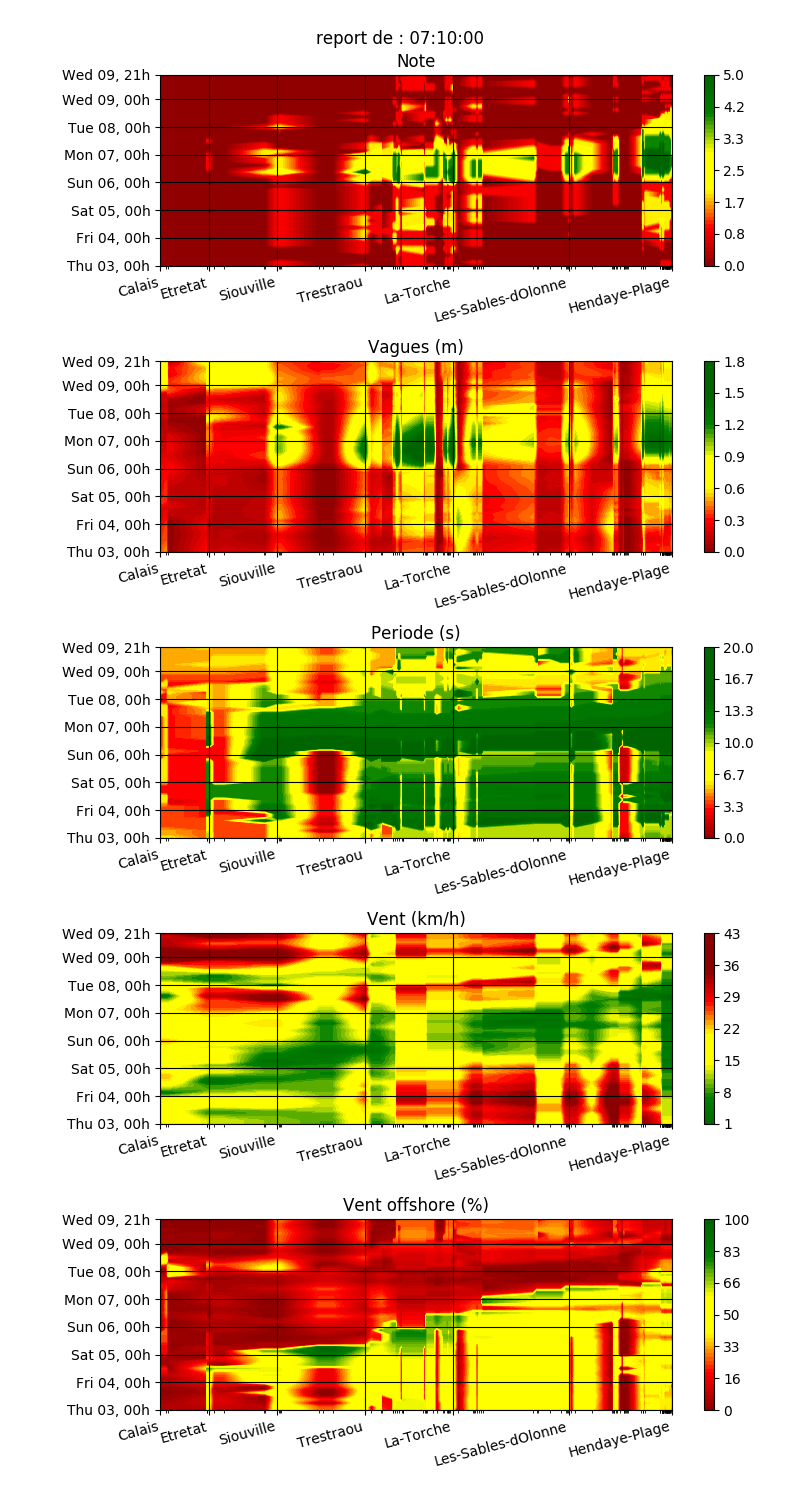 report de : 07:10:00
Note
Wed 09, 21h
Wed 09, 00h
Tue 08, 00h
Mon 07, 00h
Sun 06, 00h
Sat 05, 00h
Fri 04, 00h
Thu 03, 00h
Calais
Etretat
Siouville
Trestraou
La-Torche
Les-Sables-dOlonne
Hendaye-Plage
5.0
4.2
3.3
2.5
1.7
0.8
0.0
Vagues (m)
Wed 09, 21h
Wed 09, 00h
Tue 08, 00h
Mon 07, 00h
Sun 06, 00h
Sat 05, 00h
Fri 04, 00h
Thu 03, 00h
Calais
Etretat
Siouville
Trestraou
La-Torche
Les-Sables-dOlonne
Hendaye-Plage
1.8
1.5
1.2
0.9
0.6
0.3
0.0
Periode (s)
Wed 09, 21h
Wed 09, 00h
Tue 08, 00h
Mon 07, 00h
Sun 06, 00h
Sat 05, 00h
Fri 04, 00h
Thu 03, 00h
Calais
Etretat
Siouville
Trestraou
La-Torche
Les-Sables-dOlonne
Hendaye-Plage
20.0
16.7
13.3
10.0
6.7
3.3
0.0
Vent (km/h)
Wed 09, 21h
Wed 09, 00h
Tue 08, 00h
Mon 07, 00h
Sun 06, 00h
Sat 05, 00h
Fri 04, 00h
Thu 03, 00h
Calais
Etretat
Siouville
Trestraou
La-Torche
Les-Sables-dOlonne
Hendaye-Plage
43
36
29
22
15
8
1
Vent offshore (%)
Wed 09, 21h
Wed 09, 00h
Tue 08, 00h
Mon 07, 00h
Sun 06, 00h
Sat 05, 00h
Fri 04, 00h
Thu 03, 00h
Calais
Etretat
Siouville
Trestraou
La-Torche
Les-Sables-dOlonne
Hendaye-Plage
100
83
66
50
33
16
0